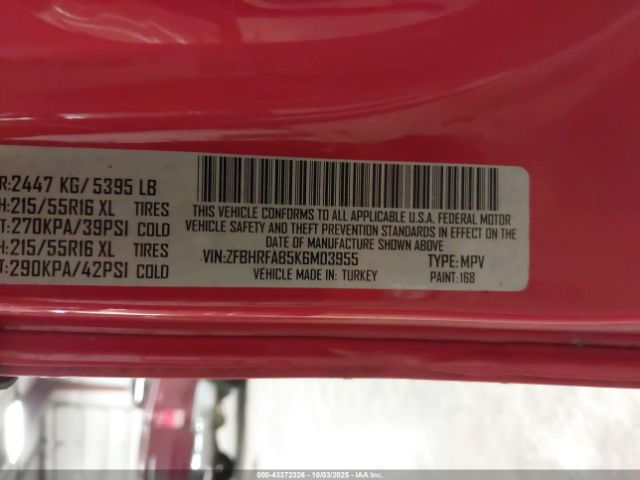 R:2447 KG/ 5395 LB
H:215/55R16 XL TIRES
T:270KPA/39PSI COLD
H:215/55R16 XL TIRES
T:290KPA/42PSI COLD
THIS VEHICLE CONFORMS TO ALL APPLICABLE U.S.A. FEDERAL MOTOR
VEHICLE SAFETY AND THEFT PREVENTION STANDARDS IN EFFECT ON THE
DATE OF MANUFACTURE SHOWN ABOVE.
VIN:ZFBHRFAB5K6M03955 TYPE:MPV
VEHICLE MADE IN: TURKEY PAINT:168
000-43372326 - 10/03/2025 - © IAA Inc.